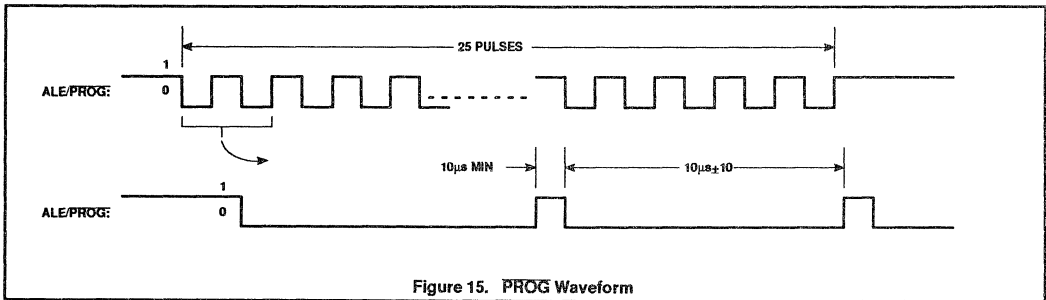 25 PULSES
1
ALE/PROG:
0
10µs MIN
10µs±10
1
ALE/PROG:
0
Figure 15. PROG Waveform